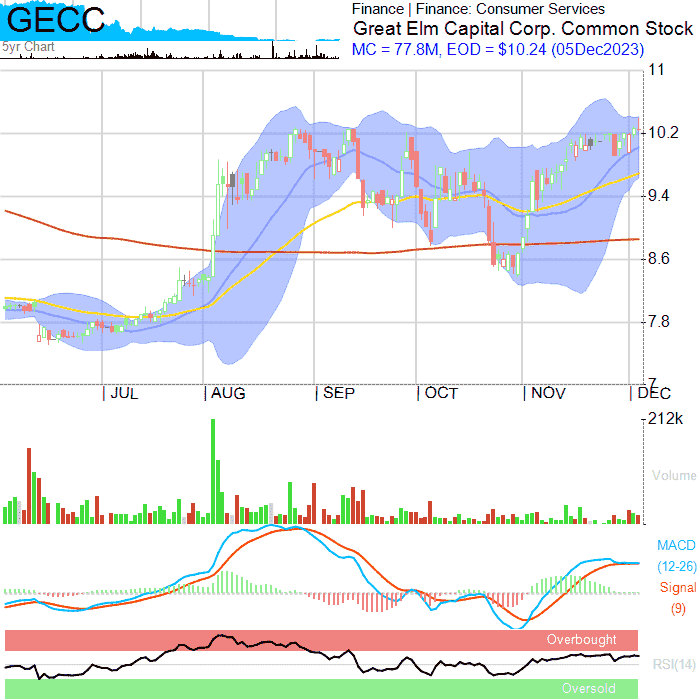 GECC
5yr Chart
Finance | Finance: Consumer Services
Great Elm Capital Corp. Common Stock
MC = 77.8M, EOD = $10.24 (05Dec2023)
11
10.2
9.4
8.6
7.8
7
JUL AUG SEP OCT NOV DEC
212k
Volume
MACD
(12-26)
Signal
(9)
Overbought
RSI(14)
Oversold